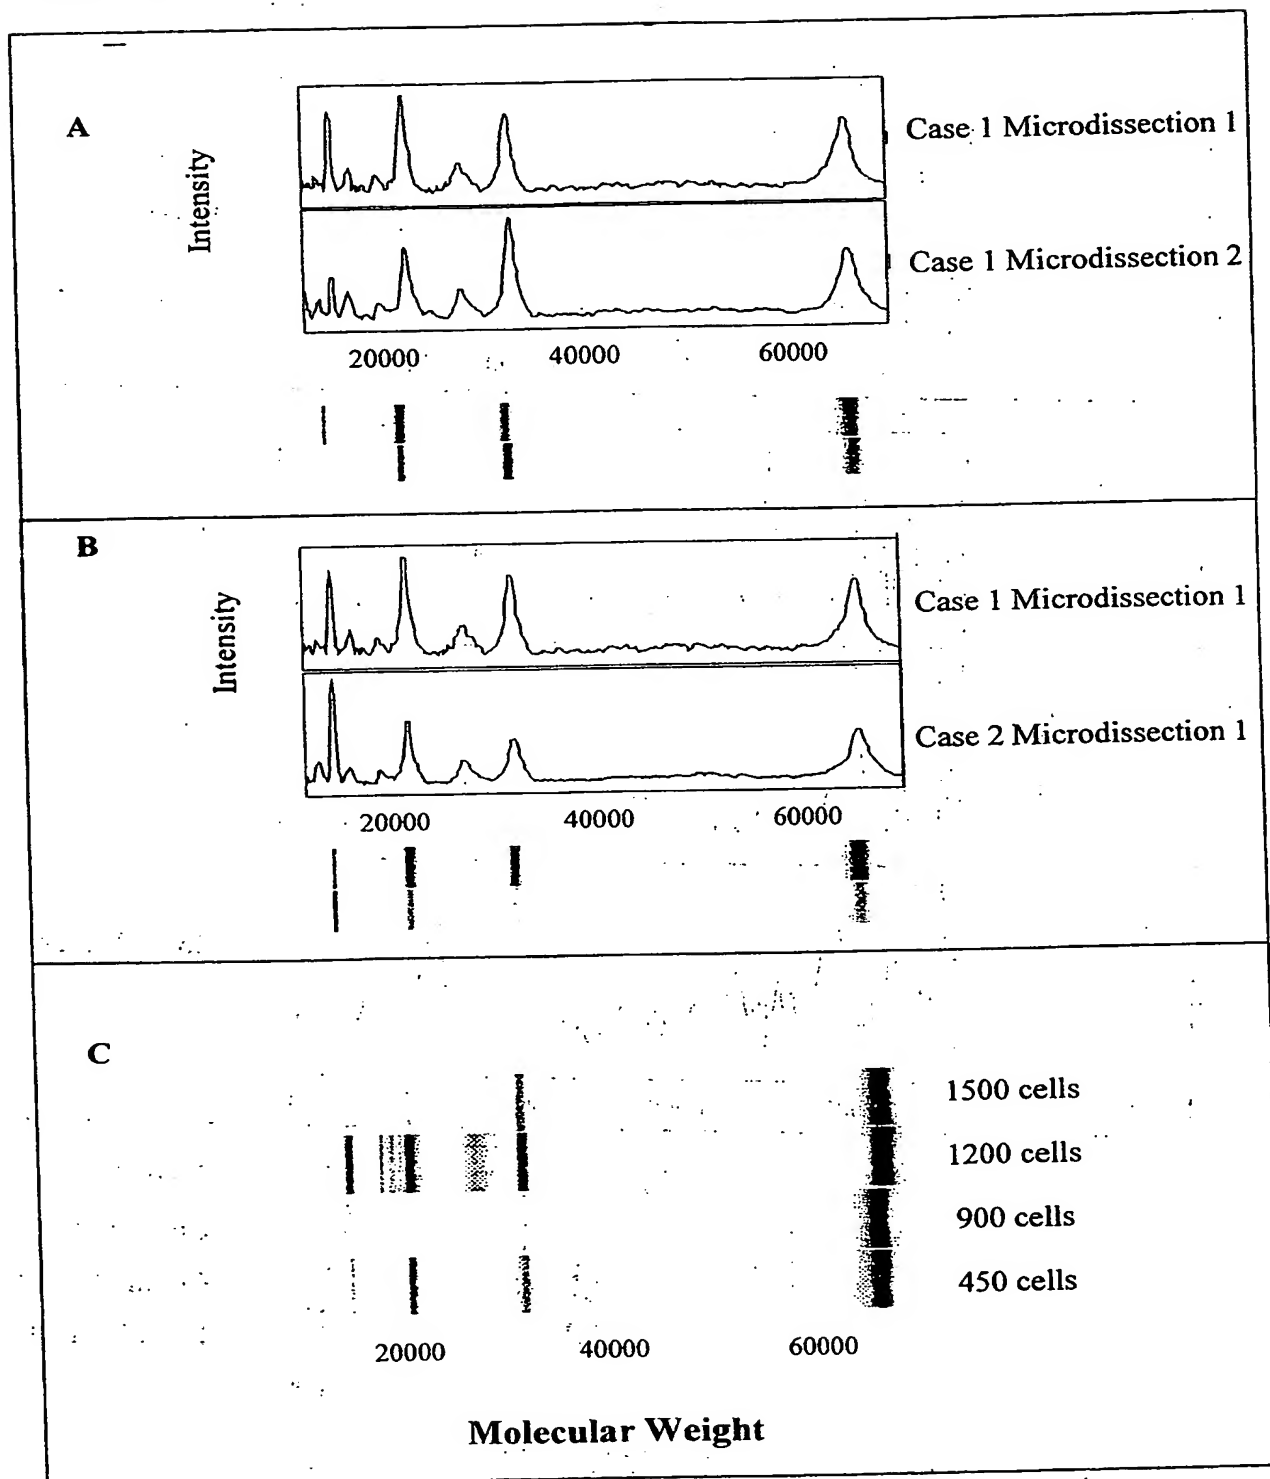 A
Intensity
Case 1 Microdissection 1
Case 1 Microdissection 2
20000 40000 60000
B
Intensity
Case 1 Microdissection 1
Case 2 Microdissection 1
20000 40000 60000
C
1500 cells
1200 cells
900 cells
450 cells
20000 40000 60000
Molecular Weight